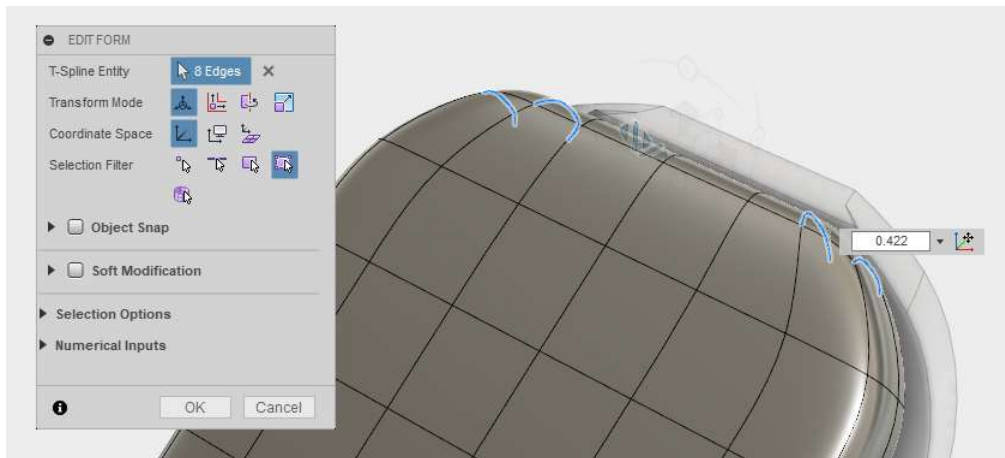 EDIT FORM
T-Spline Entity 8 Edges
Transform Mode
Coordinate Space
Selection Filter
Object Snap
Soft Modification
Selection Options
Numerical Inputs
OK Cancel
0.422